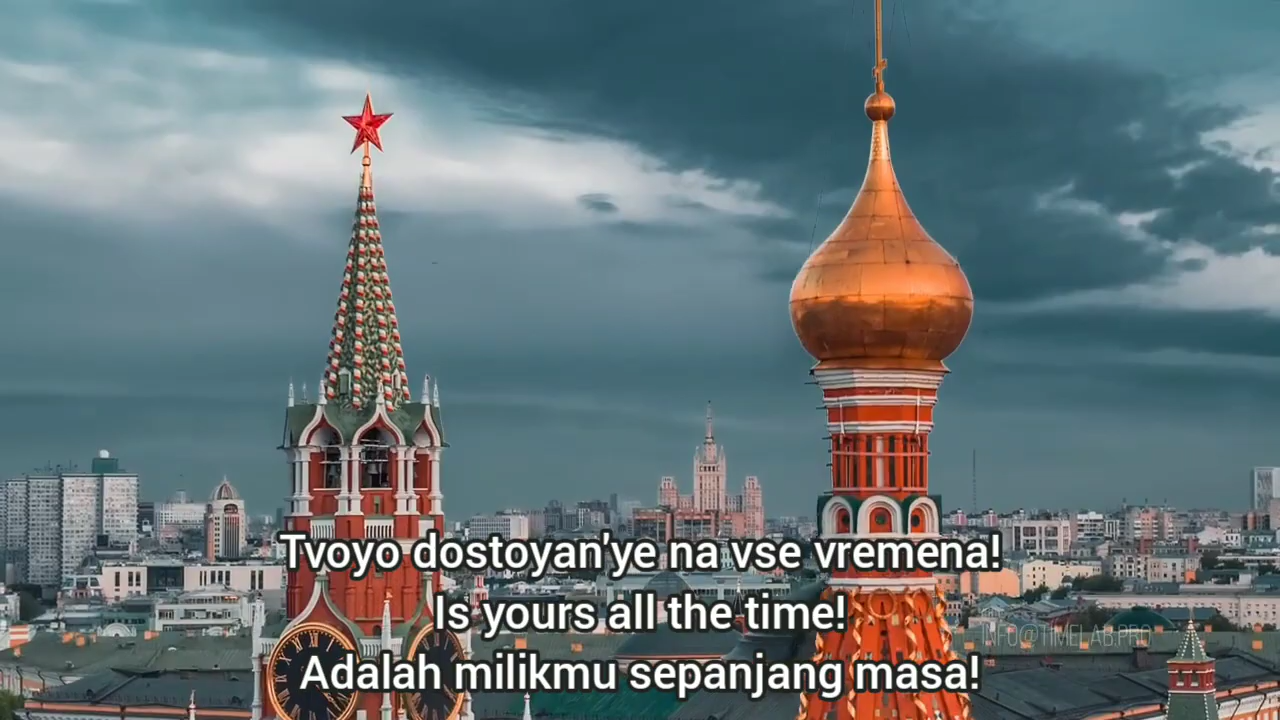 Tvoyo dostoyan'ye na vse vremena!
Is yours all the time!
Adalah milikmu sepanjang masa!
INFO@TIMELAB.PRO